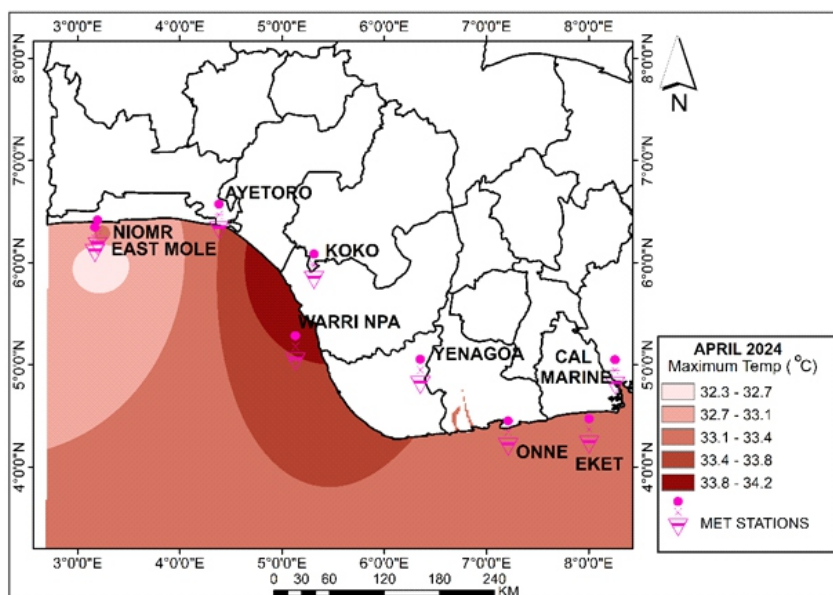 3°0'0"E 4°0'0"E 5°0'0"E 6°0'0"E 7°0'0"E 8°0'0"E
8°0'0"N 8°0'0"N
7°0'0"N 7°0'0"N
6°0'0"N 6°0'0"N
5°0'0"N 5°0'0"N
4°0'0"N 4°0'0"N
N
AYETORO
NIOMR
EAST MOLE
KOKO
WARRI NPA
YENAGOA
CAL
MARINE
ONNE
EKET
APRIL 2024
Maximum Temp (°C)
32.3 - 32.7
32.7 - 33.1
33.1 - 33.4
33.4 - 33.8
33.8 - 34.2
MET STATIONS
3°0'0"E 4°0'0"E 5°0'0"E 6°0'0"E 7°0'0"E 8°0'0"E
0 30 60 120 180 240
KM